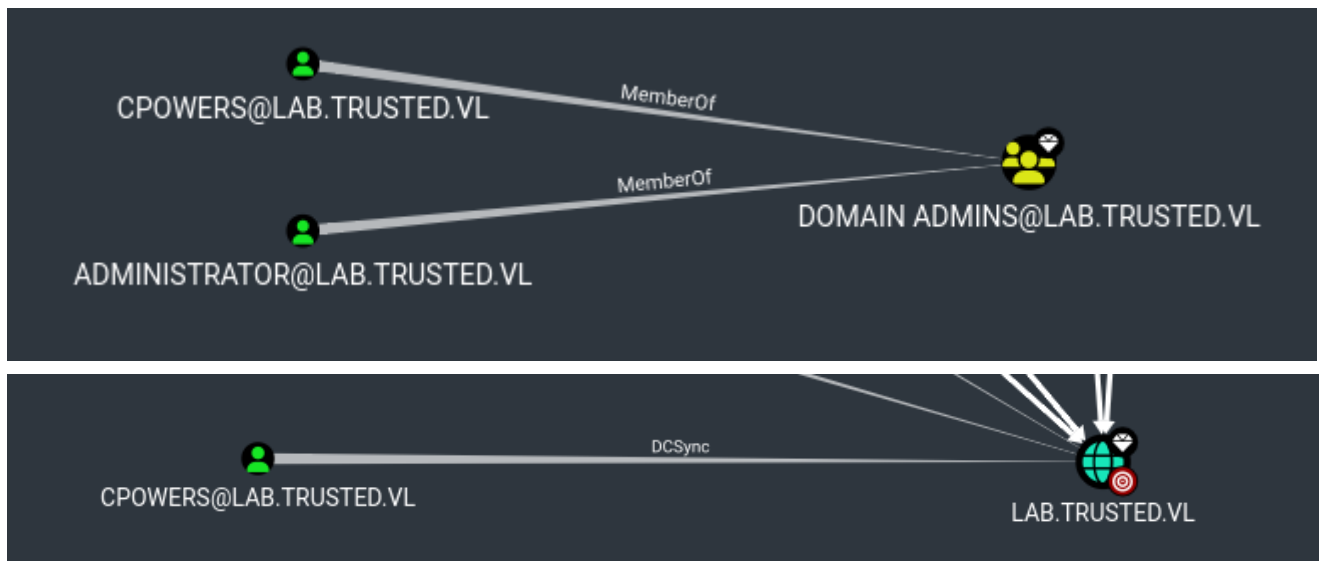 CPOWERS@LAB.TRUSTED.VL
MemberOf
MemberOf
ADMINISTRATOR@LAB.TRUSTED.VL
DOMAIN ADMINS@LAB.TRUSTED.VL
DCSync
CPOWERS@LAB.TRUSTED.VL
LAB.TRUSTED.VL